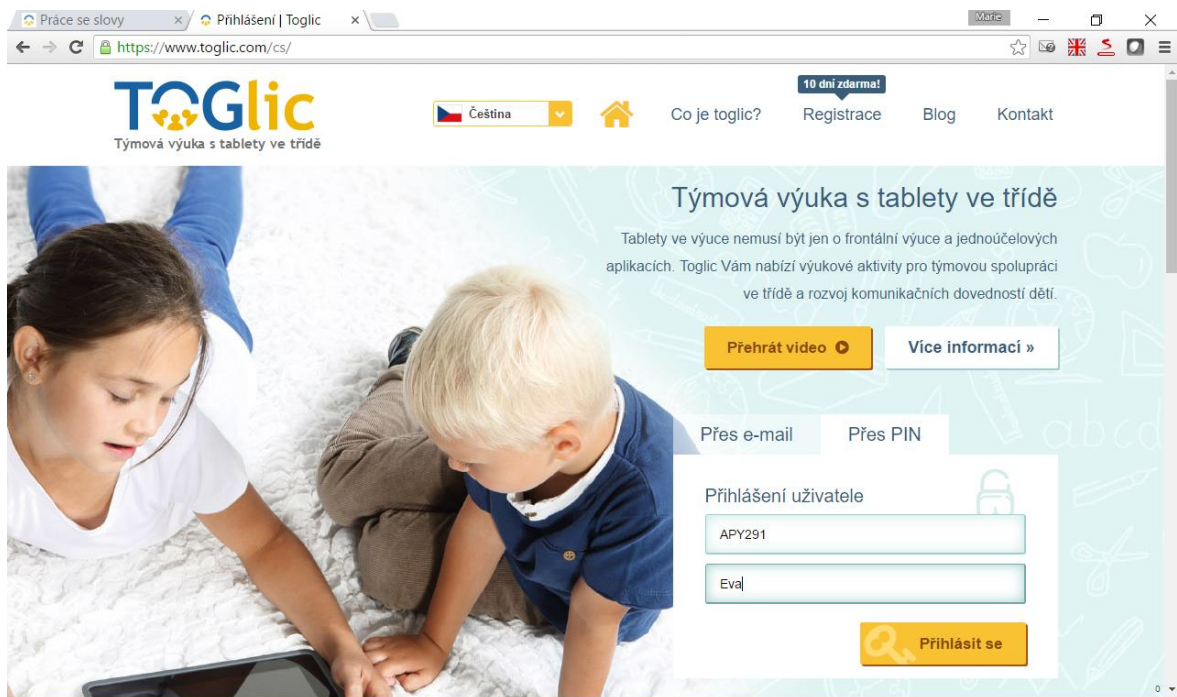 Práce se slovy
Přihlášení | Toglic
Marie
https://www.toglic.com/cs/
TOGlic
Týmová výuka s tablety ve třídě
Čeština
Co je toglic?
10 dní zdarma!
Registrace
Blog
Kontakt
Týmová výuka s tablety ve třídě
Tablety ve výuce nemusí být jen o frontální výuce a jednoúčelových
aplikacích. Toglic Vám nabízí výukové aktivity pro týmovou spolupráci
ve třídě a rozvoj komunikačních dovedností dětí.
Přehrát video
Více informací »
Přes e-mail
Přes PIN
abcd
Přihlášení uživatele
APY291
Eva
Přihlásit se
0